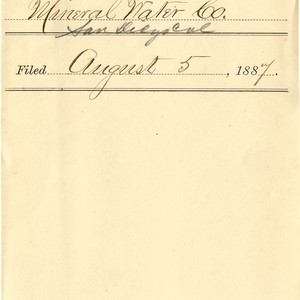 Mineral Water Co.
San Diego, Cal
Filed August 5, 1887.